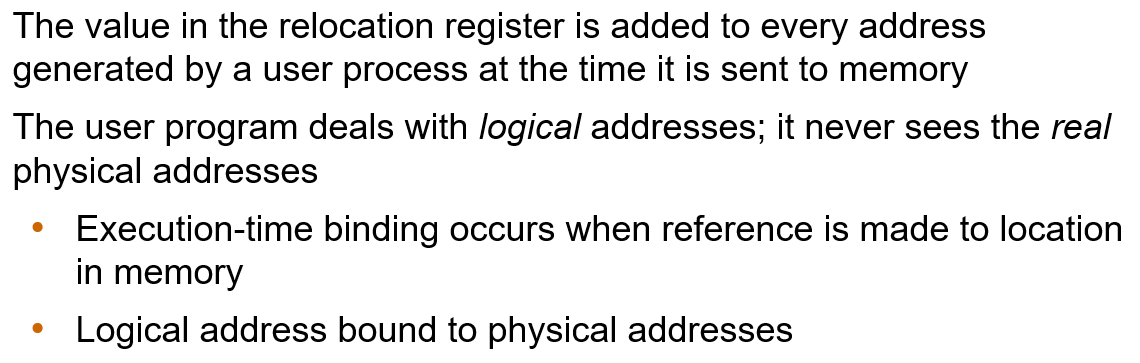 The value in the relocation register is added to every address
generated by a user process at the time it is sent to memory
The user program deals with logical addresses; it never sees the real
physical addresses
• Execution-time binding occurs when reference is made to location
in memory
• Logical address bound to physical addresses